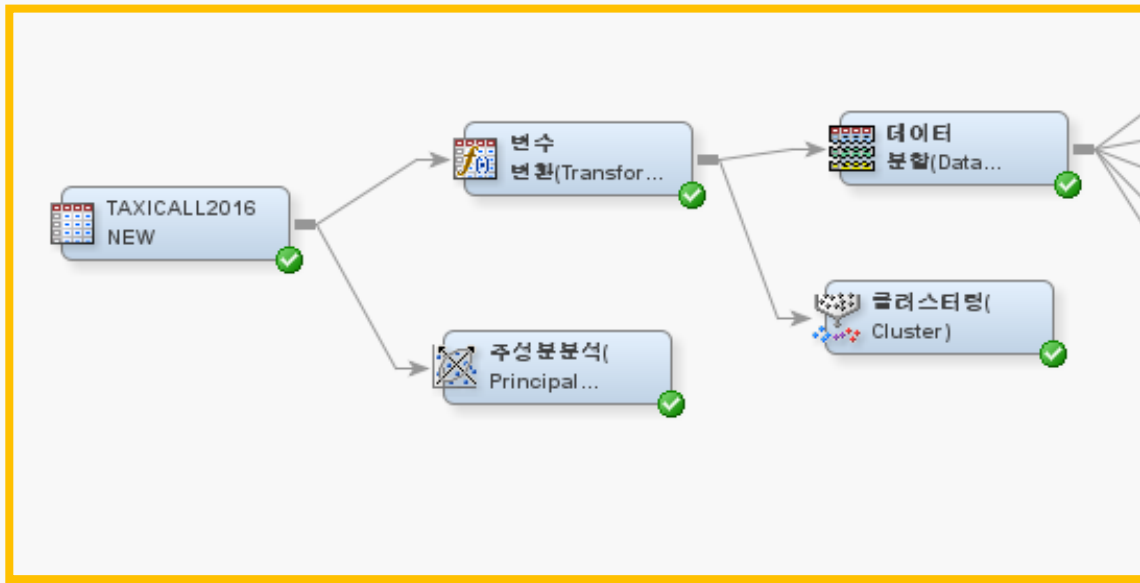 TAXICALL2016
NEW
변수
변환(Transfor...
주성분분석(
Principal...
데이터
분할(Data...
클러스터링(
Cluster)